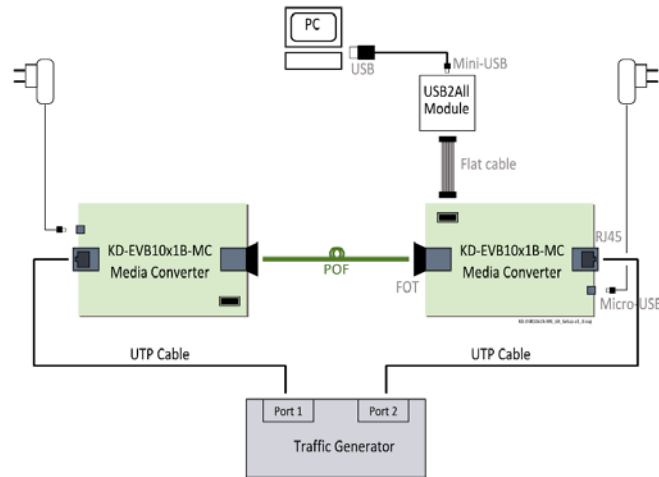 PC
USB
Mini-USB
USB2All
Module
Flat cable
KD-EVB10x1B-MC
Media Converter
POF
FOT
KD-EVB10x1B-MC
Media Converter
RJ45
Micro-USB
UTP Cable
UTP Cable
Port 1
Port 2
Traffic Generator